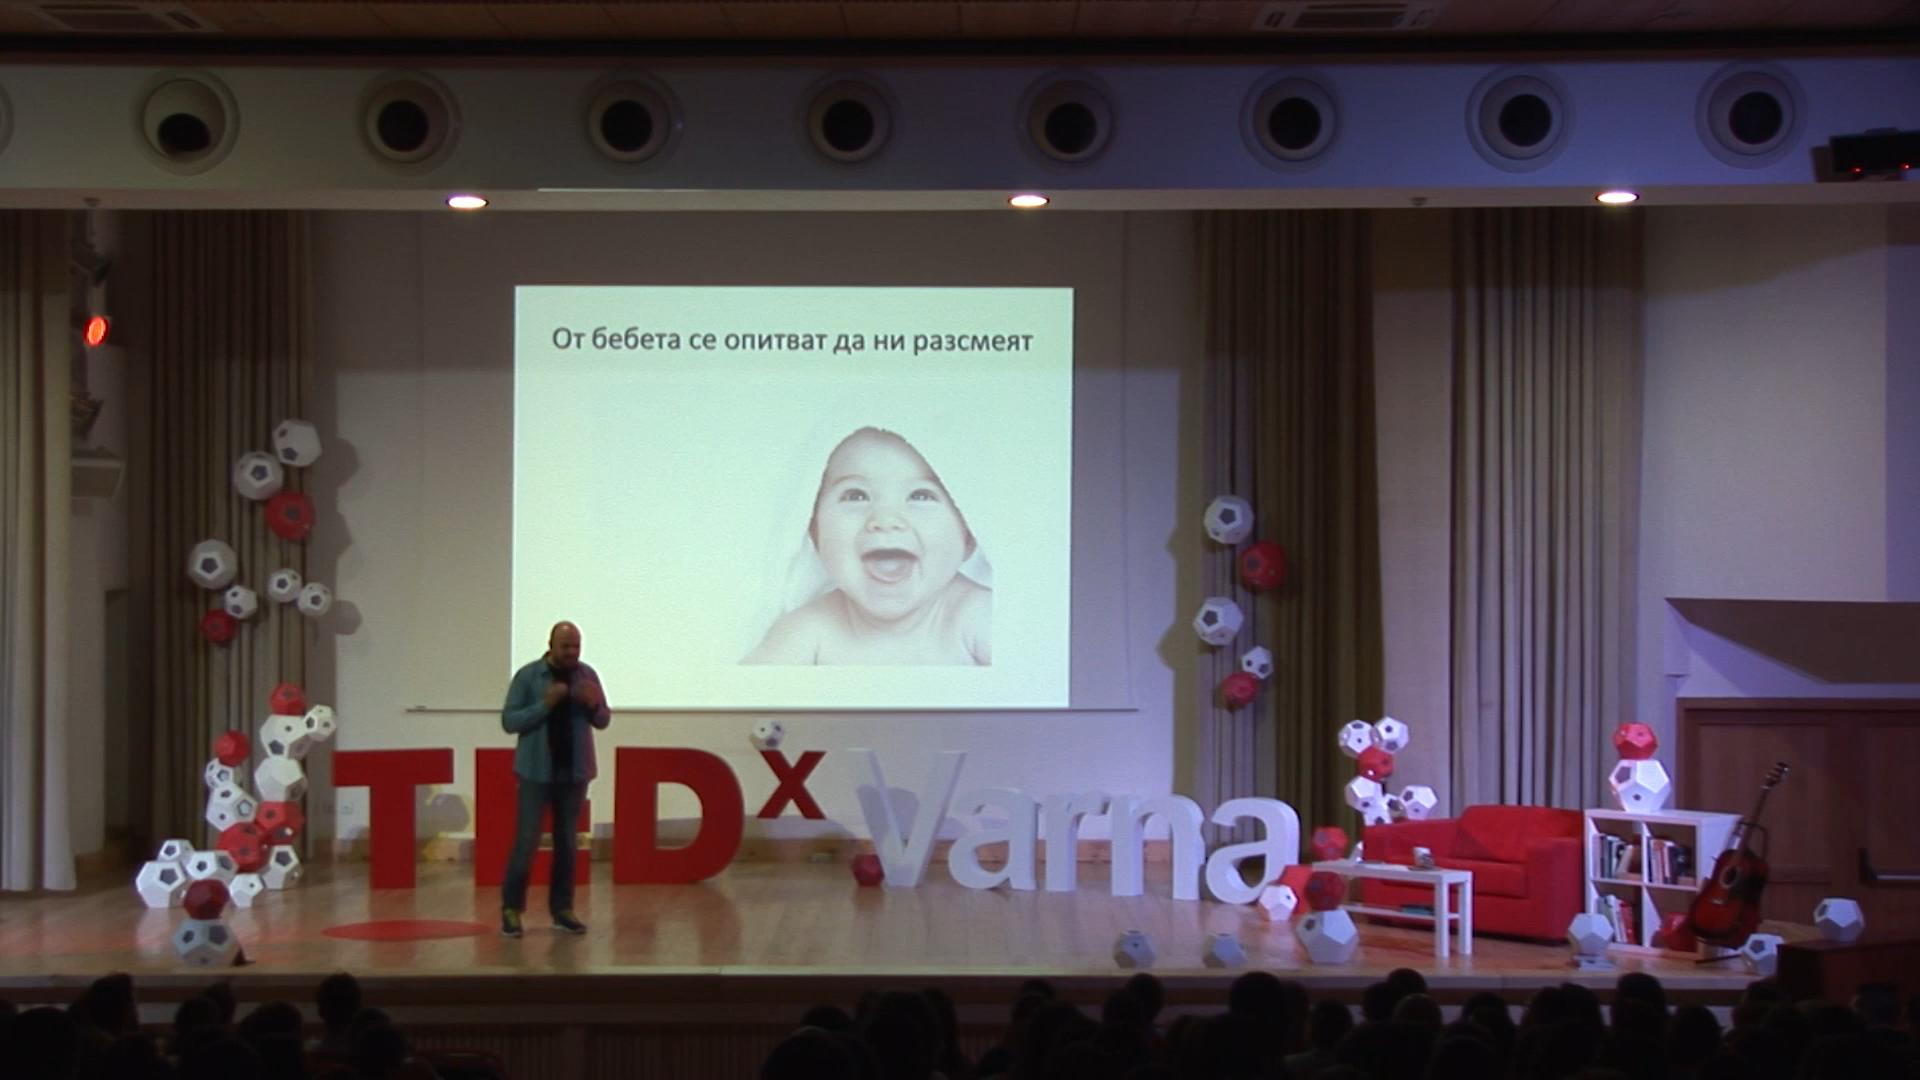 От бебета се опитват да ни разсмеят
TEDx Varna